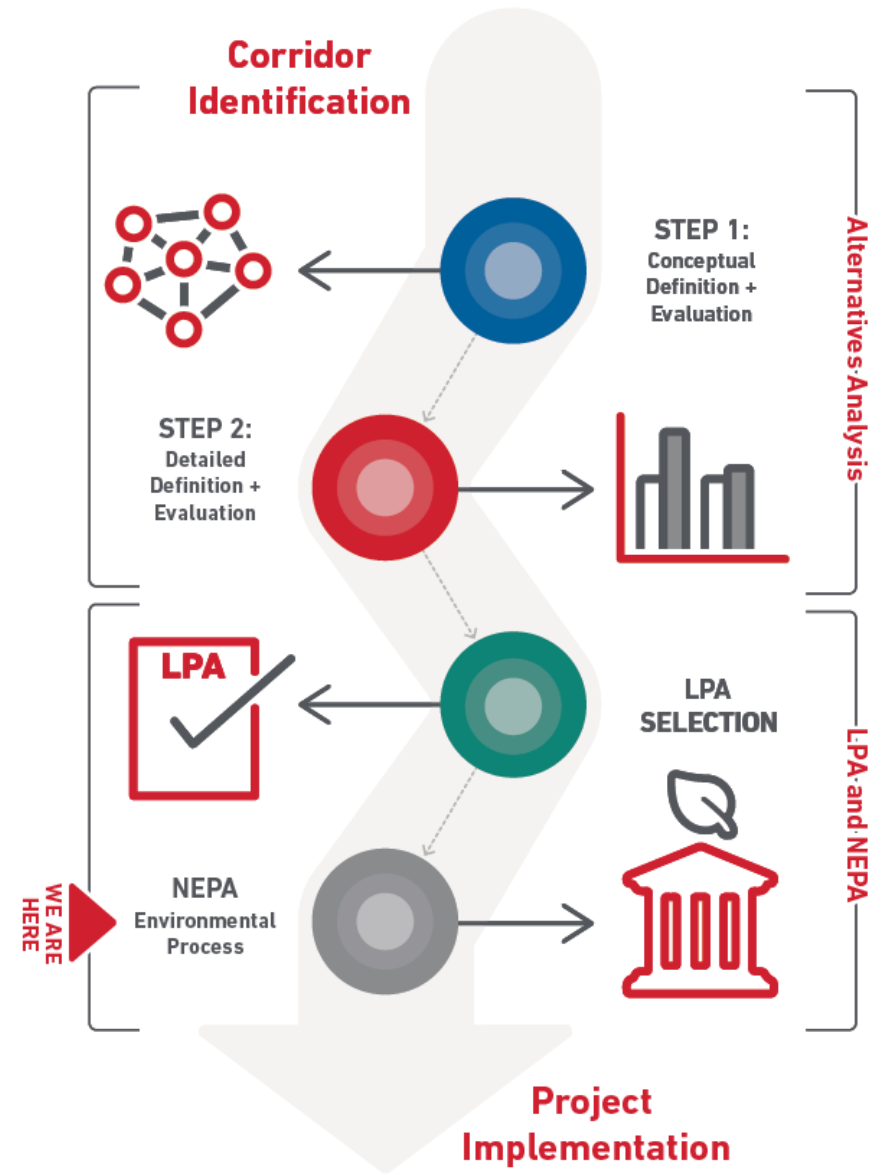 Corridor
Identification
STEP 1:
Conceptual
Definition +
Evaluation
Alternatives·Analysis
STEP 2:
Detailed
Definition +
Evaluation
LPA
LPA
SELECTION
LPA·and·NEPA
WE ARE
HERE
NEPA
Environmental
Process
Project
Implementation